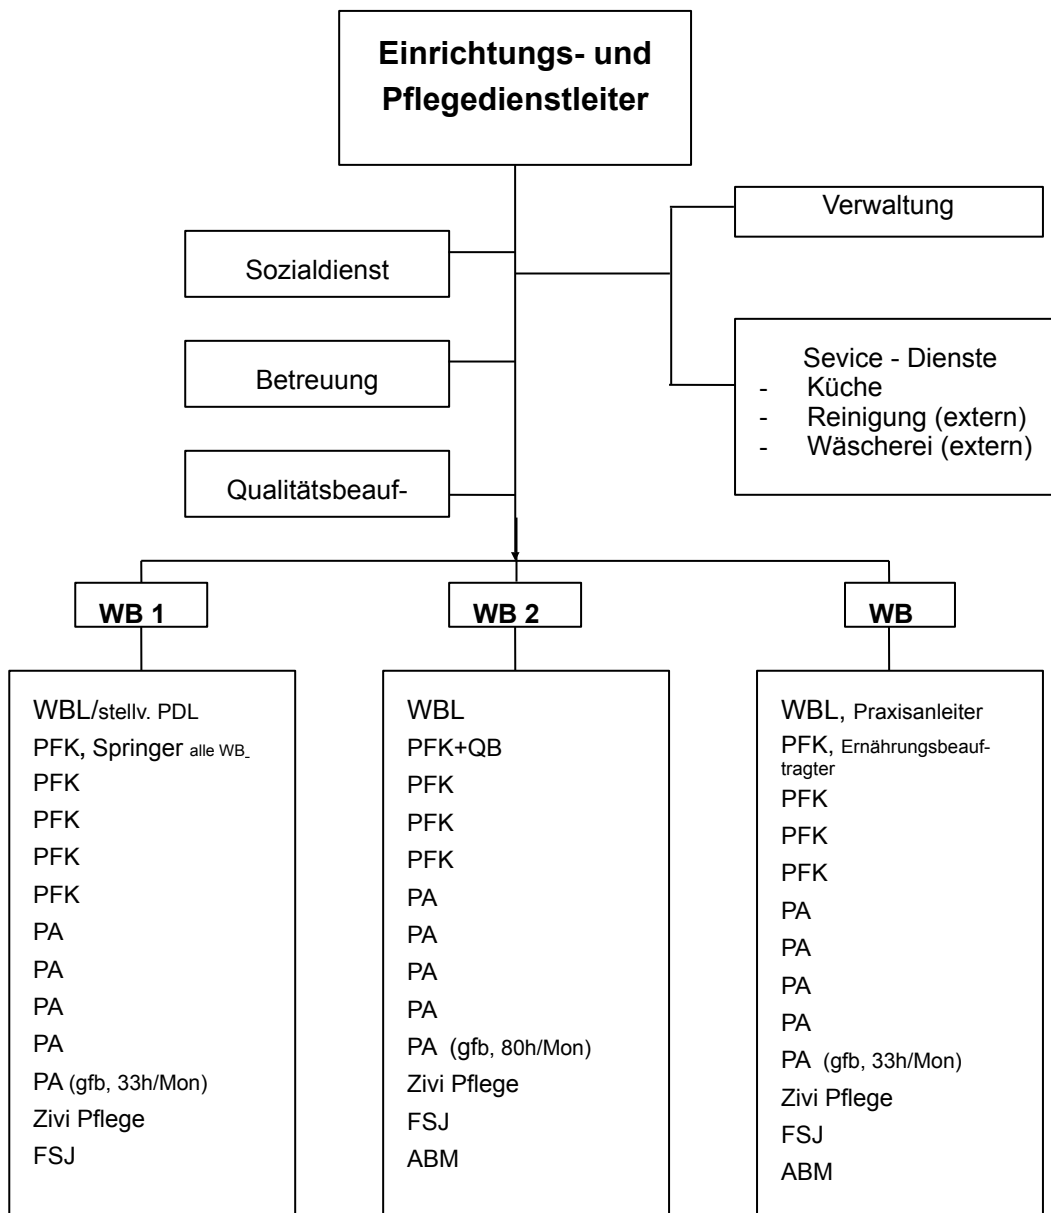 Einrichtungs- und
Pflegedienstleiter
Verwaltung
Sozialdienst
Sevice - Dienste
- Küche
- Reinigung (extern)
- Wäscherei (extern)
Betreuung
Qualitätsbeauf-
WB 1
WB 2
WB
WBL/stellv. PDL
PFK, Springer alle WB_
PFK
PFK
PFK
PFK
PA
PA
PA
PA
PA (gfb, 33h/Mon)
Zivi Pflege
FSJ
WBL
PFK+QB
PFK
PFK
PFK
PA
PA
PA
PA
PA (gfb, 80h/Mon)
Zivi Pflege
FSJ
ABM
WBL, Praxisanleiter
PFK, Ernährungsbeauf-
tragter
PFK
PFK
PFK
PA
PA
PA
PA
PA (gfb, 33h/Mon)
Zivi Pflege
FSJ
ABM